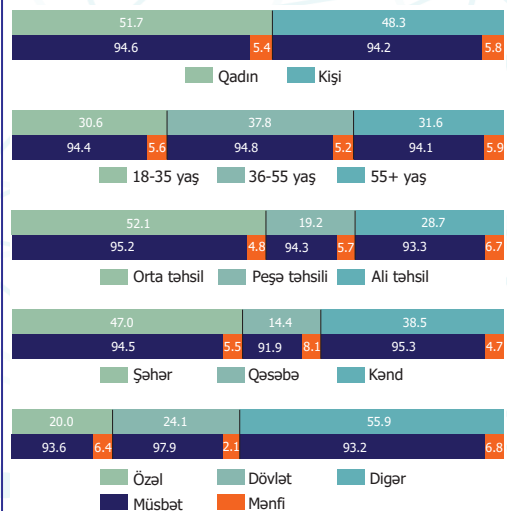 51.7 48.3
94.6 5.4 94.2 5.8
Qadın Kişi
30.6 37.8 31.6
94.4 5.6 94.8 5.2 94.1 5.9
18-35 yaş 36-55 yaş 55+ yaş
52.1 19.2 28.7
95.2 4.8 94.3 5.7 93.3 6.7
Orta təhsil Peşə təhsili Ali təhsil
47.0 14.4 38.5
94.5 5.5 91.9 8.1 95.3 4.7
Şəhər Qəsəbə Kənd
20.0 24.1 55.9
93.6 6.4 97.9 2.1 93.2 6.8
Özəl Dövlət Digər
Müsbət Mənfi